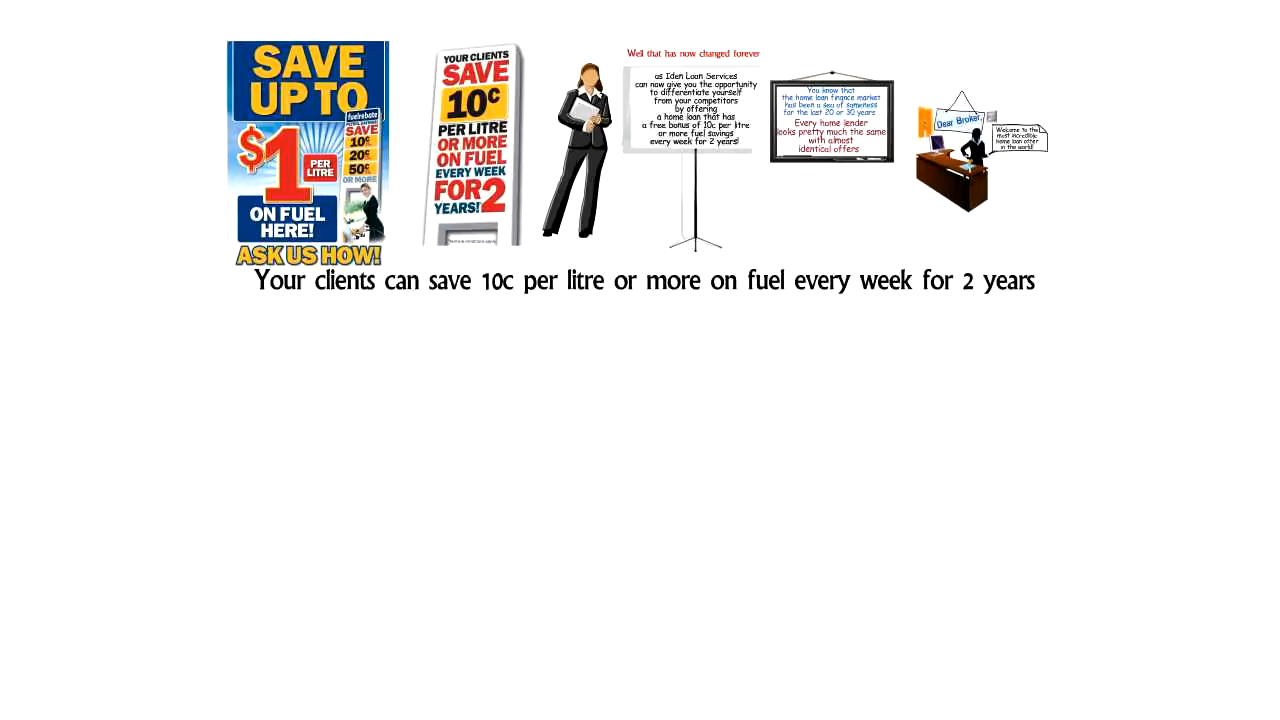 SAVE
UP TO
$1
PER
LITRE
ON FUEL
HERE!
ASK US HOW!
fuelrebate
SAVE
10c
20c
50c
OR MORE
YOUR CLIENTS
SAVE
10c
PER LITRE
OR MORE
ON FUEL
EVERY WEEK
FOR 2
YEARS!
Well that has now changed forever
as Iden Loan Services
can now give you the opportunity
to differentiate yourself
from your competitors
by offering
a home loan that has
a free bonus of 10c per litre
or more fuel savings
every week for 2 years!
You know that
the home loan finance market
has been a sea of sameness
for the last 20 or 30 years
Every home lender
looks pretty much the same
with almost
identical offers
Dear Broker,
Welcome to the
most incredible
home loan offer
in the world!
Your clients can save 10c per litre or more on fuel every week for 2 years